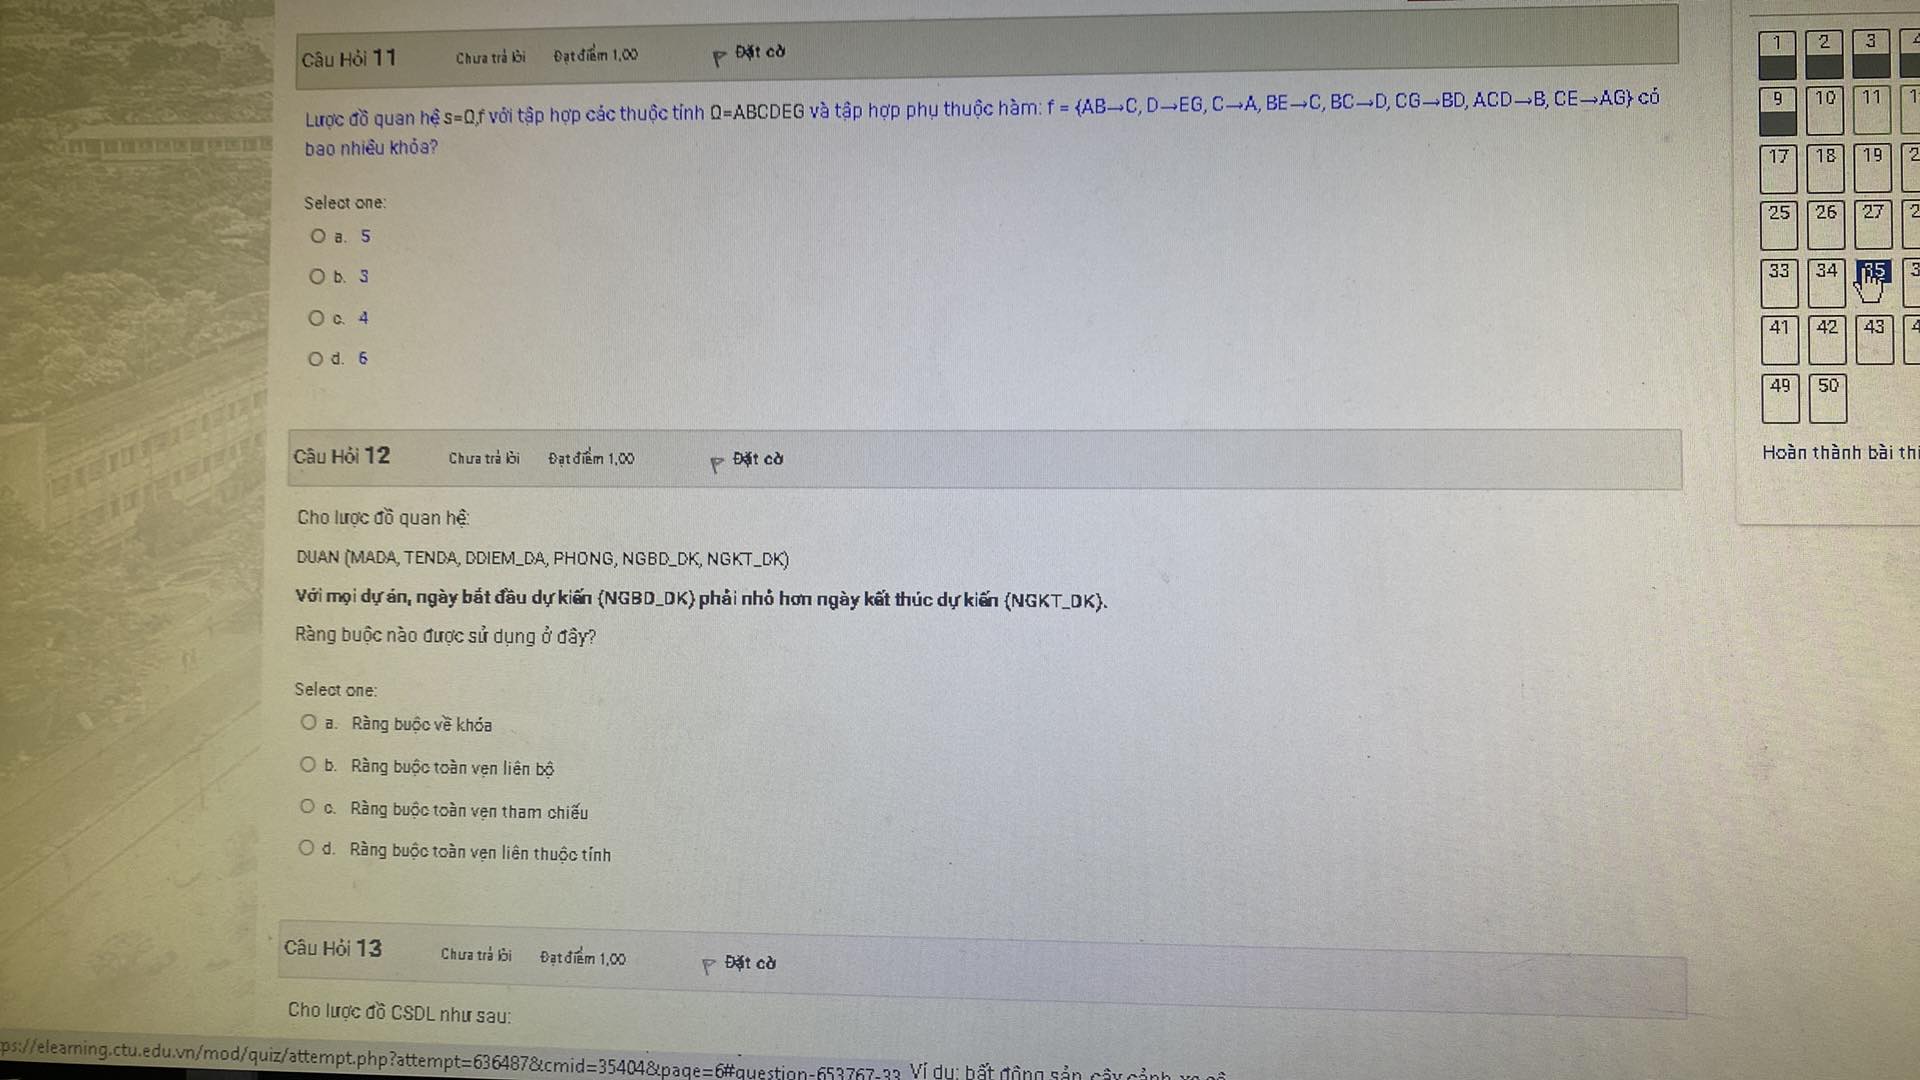 Câu Hỏi 11 Chưa trả lời Đạt điểm 1,00 Đặt cờ
Lược đồ quan hệ s=Q,f với tập hợp các thuộc tính Q=ABCDEG và tập hợp phụ thuộc hàm: f = {AB→C, D→EG, C→A, BE→C, BC→D, CG→BD, ACD→B, CE→AG} có
bao nhiêu khóa?
Select one:
a. 5
b. 3
c. 4
d. 6
Câu Hỏi 12 Chưa trả lời Đạt điểm 1,00 Đặt cờ
Cho lược đồ quan hệ:
DUAN (MADA, TENDA, DDIEM_DA, PHONG, NGBD_DK, NGKT_DK)
Với mọi dự án, ngày bắt đầu dự kiến {NGBD_DK} phải nhỏ hơn ngày kết thúc dự kiến {NGKT_DK}.
Ràng buộc nào được sử dụng ở đây?
Select one:
a. Ràng buộc về khóa
b. Ràng buộc toàn vẹn liên bộ
c. Ràng buộc toàn vẹn tham chiếu
d. Ràng buộc toàn vẹn liên thuộc tính
Câu Hỏi 13 Chưa trả lời Đạt điểm 1,00 Đặt cờ
Cho lược đồ CSDL như sau:
ps://elearning.ctu.edu.vn/mod/quiz/attempt.php?attempt=636487&cmid=35404&page=6#question-653767-33 Ví dụ: bất động sản, cây cảnh,
1 2 3
9 10 11
17 18 19
25 26 27
33 34 35
41 42 43
49 50
Hoàn thành bài thi